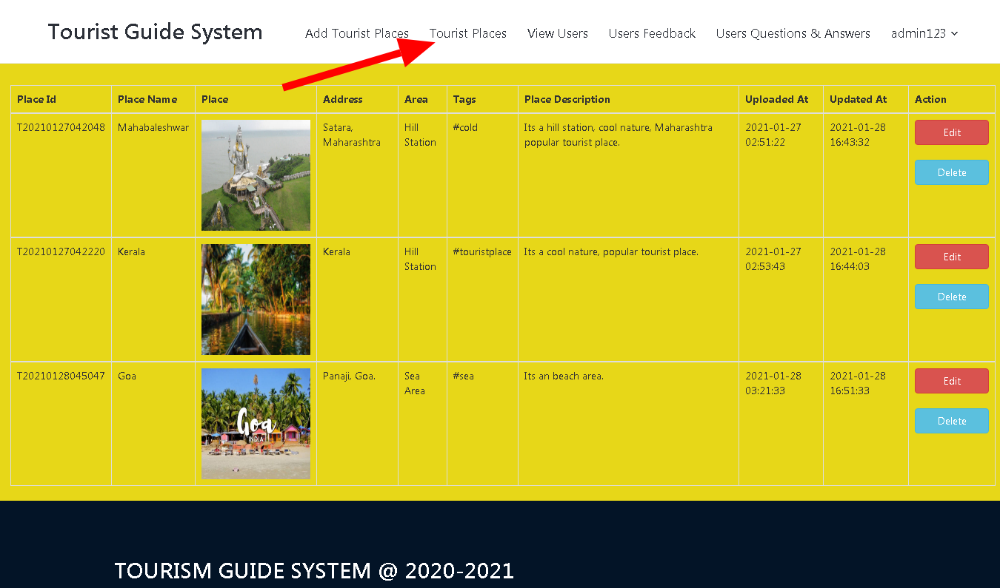 Tourist Guide System
Add Tourist Places Tourist Places View Users Users Feedback Users Questions & Answers admin123
Place Id Place Name Place Address Area Tags Place Description Uploaded At Updated At Action
T20210127042048 Mahabaleshwar Satara, Hill #cold Its a hill station, cool nature, Maharashtra 2021-01-27 2021-01-28 Edit
Maharashtra Station popular tourist place. 02:51:22 16:43:32
Delete
T20210127042220 Kerala Kerala Hill #touristplace Its a cool nature, popular tourist place. 2021-01-27 2021-01-28 Edit
Station 02:53:43 16:44:03
Delete
T20210128045047 Goa Panaji, Goa. Sea #sea Its an beach area. 2021-01-28 2021-01-28 Edit
Area 03:21:33 16:51:33
Delete
Goa
INDIA
TOURISM GUIDE SYSTEM @ 2020-2021